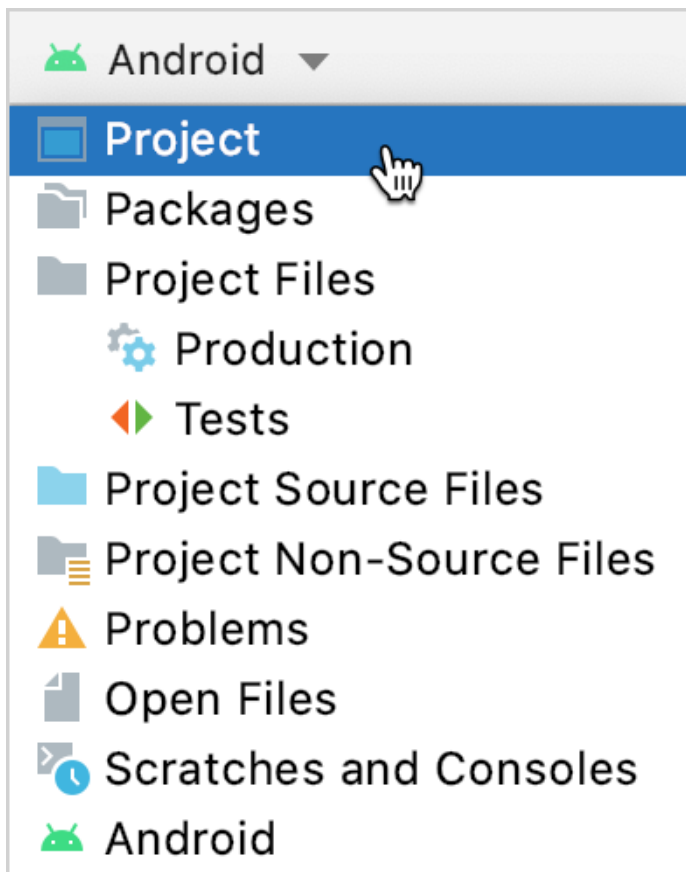 Android
Project
Packages
Project Files
Production
Tests
Project Source Files
Project Non-Source Files
Problems
Open Files
Scratches and Consoles
Android